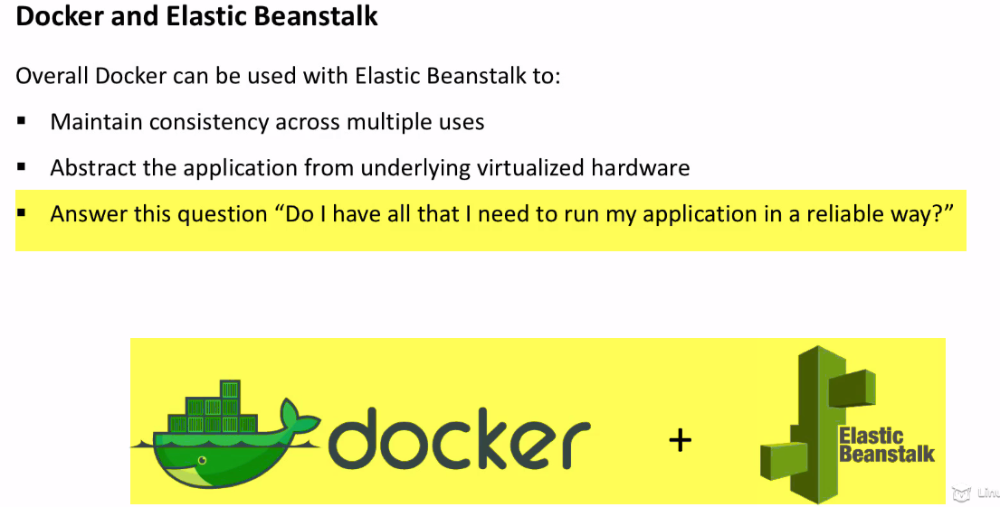 Docker and Elastic Beanstalk
Overall Docker can be used with Elastic Beanstalk to:
▪ Maintain consistency across multiple uses
▪ Abstract the application from underlying virtualized hardware
▪ Answer this question “Do I have all that I need to run my application in a reliable way?”
docker + Elastic
Beanstalk